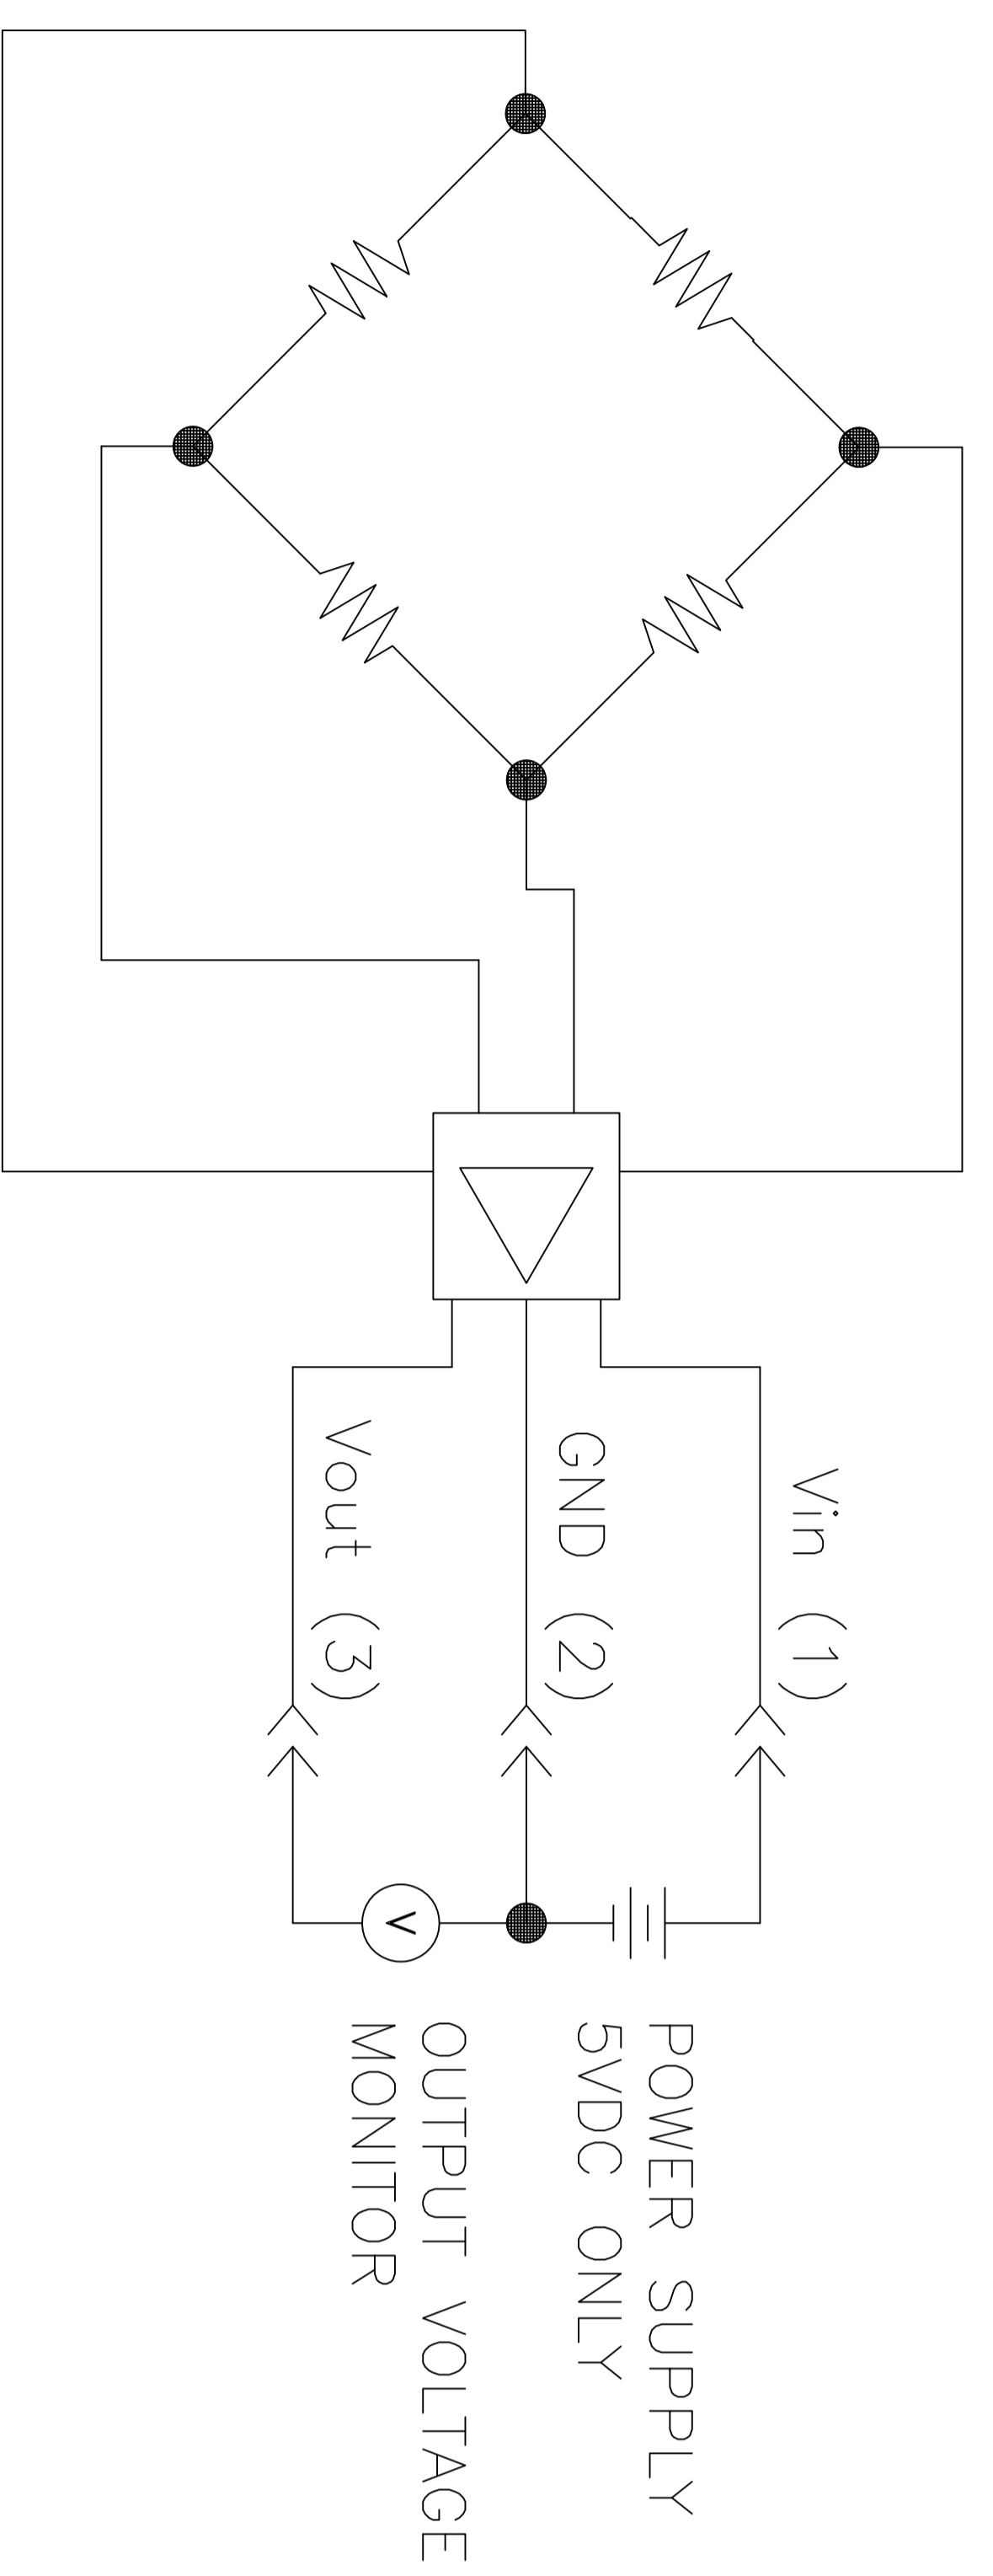 Vin (1)
GND (2)
Vout (3)
POWER SUPPLY
5VDC ONLY
V
OUTPUT VOLTAGE
MONITOR